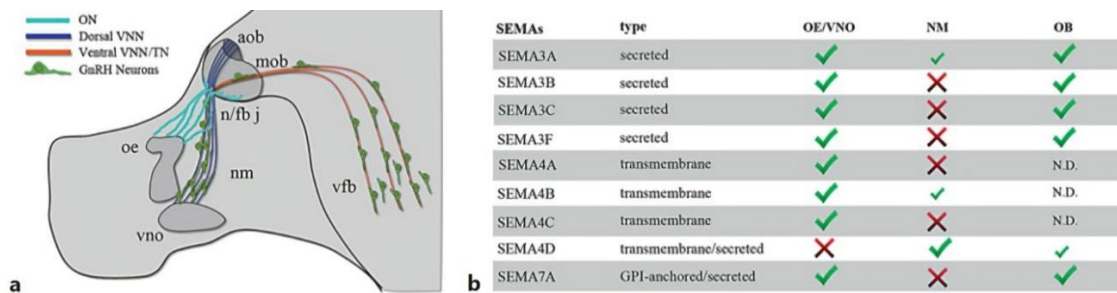 ON
Dorsal VNN
Ventral VNN/TN
GnRH Neurons
aob
mob
n/fb j
oe
nm
vfb
vno
a
SEMAs type OE/VNO NM OB
SEMA3A secreted
SEMA3B secreted
SEMA3C secreted
SEMA3F secreted
SEMA4A transmembrane N.D.
SEMA4B transmembrane N.D.
SEMA4C transmembrane N.D.
SEMA4D transmembrane/secreted
SEMA7A GPI-anchored/secreted
b